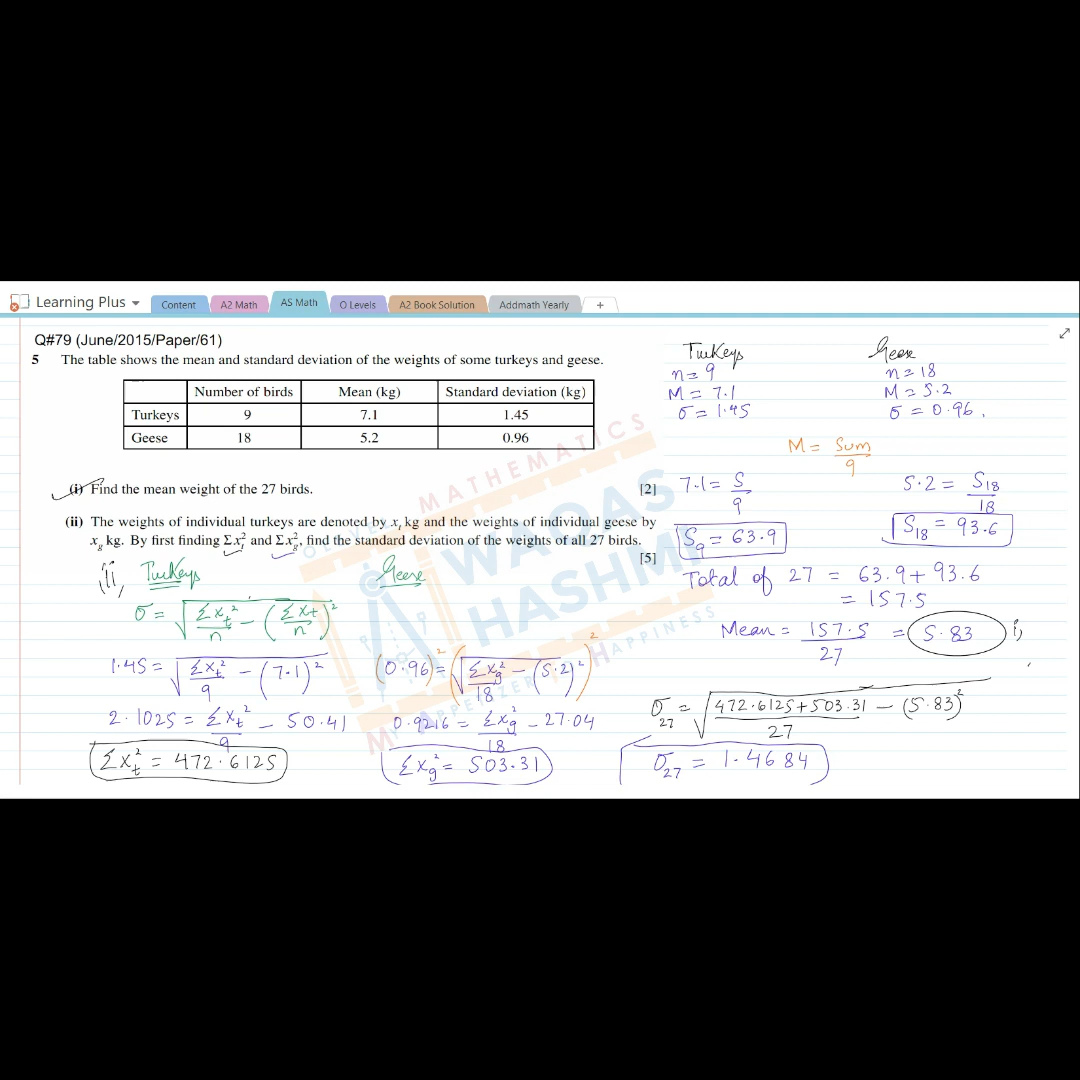 Learning Plus
Content A2 Math AS Math O Levels A2 Book Solution Addmath Yearly +
Q#79 (June/2015/Paper/61)
5 The table shows the mean and standard deviation of the weights of some turkeys and geese.
Number of birds Mean (kg) Standard deviation (kg)
Turkeys 9 7.1 1.45
Geese 18 5.2 0.96
(i) Find the mean weight of the 27 birds. [2]
(ii) The weights of individual turkeys are denoted by xₜ kg and the weights of individual geese by
x_g kg. By first finding Σxₜ² and Σx_g², find the standard deviation of the weights of all 27 birds.
[5]
ii, Turkeys
σ = √(Σxₜ²/n − (Σxt/n)²)
1.45 = √(Σxₜ²/9 − (7.1)²)
2.1025 = Σxₜ²/9 − 50.41
Σxₜ² = 472.6125
Geese
(0.96)² = (√(Σx_g²/18 − (5.2)²))²
0.9216 = Σx_g²/18 − 27.04
Σx_g² = 503.31
Turkeys Geese
n = 9 n = 18
M = 7.1 M = 5.2
σ = 1.45 σ = 0.96,
M = Sum/9
7.1 = S/9 5.2 = S₁₈/18
S₉ = 63.9 S₁₈ = 93.6
Total of 27 = 63.9 + 93.6
= 157.5
Mean = 157.5/27 = 5.83 i,
σ₂₇ = √((472.6125 + 503.31)/27 − (5.83)²)
σ₂₇ = 1.4684
MATHEMATICS
WAQAS
HASHMI
HAPPINESS